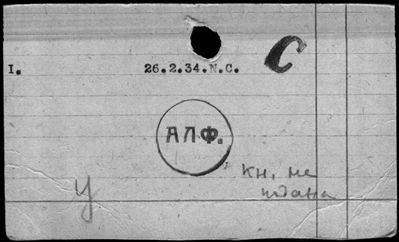 С
I. 26.2.34.N.C.
АЛФ.
кн, не
издана
У